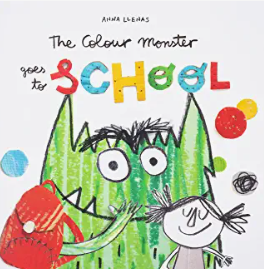 ANNA LLENAS
The Colour Monster
goes to SCHOOL